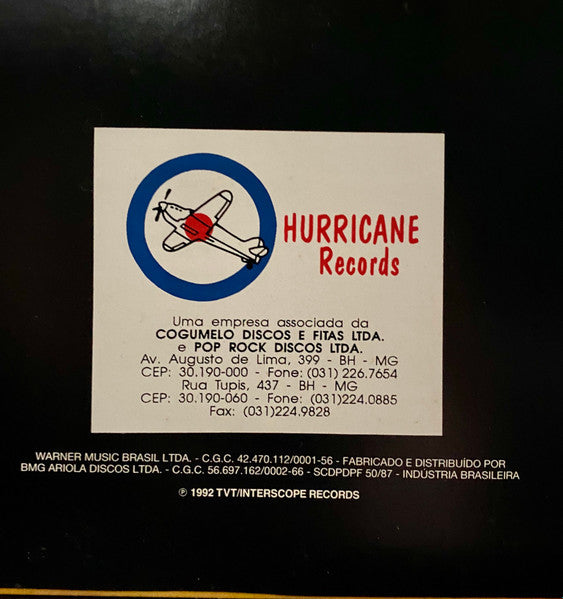 HURRICANE
Records
Uma empresa associada da
COGUMELO DISCOS E FITAS LTDA.
e POP ROCK DISCOS LTDA.
Av. Augusto de Lima, 399 - BH - MG
CEP: 30.190-000 - Fone: (031) 226.7654
Rua Tupis, 437 - BH - MG
CEP: 30.190-060 - Fone: (031)224.0885
Fax: (031)224.9828
WARNER MUSIC BRASIL LTDA. - C.G.C. 42.470.112/0001-56 - FABRICADO E DISTRIBUÍDO POR
BMG ARIOLA DISCOS LTDA. - C.G.C. 56.697.162/0002-66 - SCDPDPF 50/87 - INDÚSTRIA BRASILEIRA
℗ 1992 TVT/INTERSCOPE RECORDS